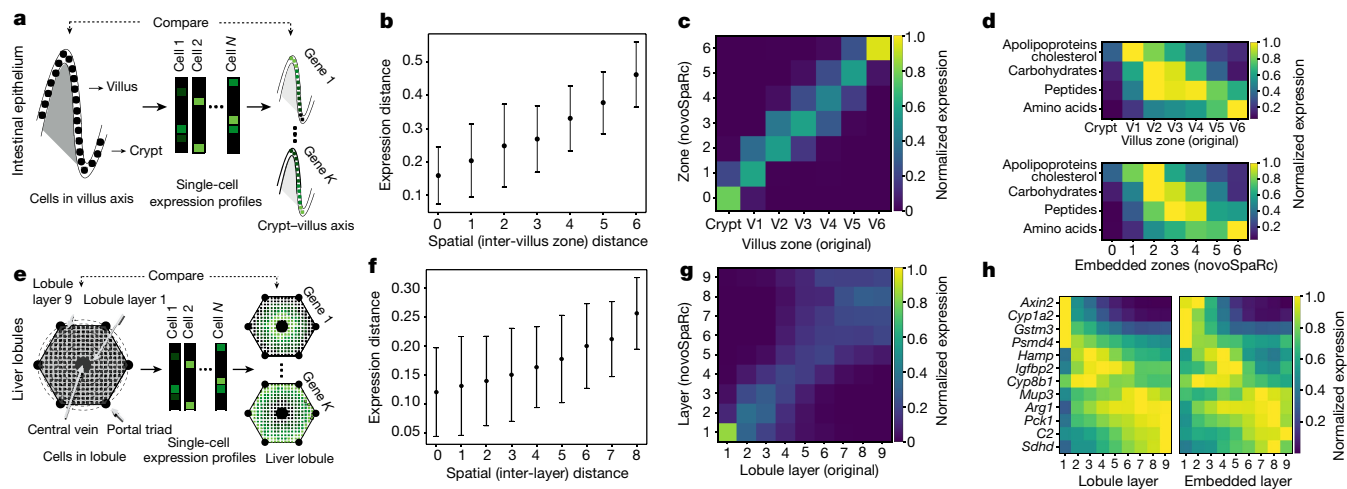 a
Compare
Intestinal epithelium
Villus
Crypt
Cells in villus axis
Cell 1
Cell 2
Cell N
Single-cell
expression profiles
Gene 1
Gene K
Crypt–villus axis
b
Expression distance
0.5
0.4
0.3
0.2
0.1
0 1 2 3 4 5 6
Spatial (inter-villus zone) distance
c
Zone (novoSpaRc)
6
5
4
3
2
1
0
Crypt V1 V2 V3 V4 V5 V6
Villus zone (original)
1.0
0.8
0.6
0.4
0.2
0
Normalized expression
d
Apolipoproteins
cholesterol
Carbohydrates
Peptides
Amino acids
Crypt V1 V2 V3 V4 V5 V6
Villus zone (original)
1.0
0.8
0.6
0.4
0.2
Apolipoproteins
cholesterol
Carbohydrates
Peptides
Amino acids
0 1 2 3 4 5 6
Embedded zones (novoSpaRc)
1.0
0.8
0.6
0.4
0.2
Normalized expression
e
Compare
Lobule
layer 9
Lobule layer 1
Liver lobules
Central vein
Portal triad
Cells in lobule
Cell 1
Cell 2
Cell N
Single-cell
expression profiles
Gene 1
Gene K
Liver lobule
f
Expression distance
0.30
0.25
0.20
0.15
0.10
0.05
0 1 2 3 4 5 6 7 8
Spatial (inter-layer) distance
g
Layer (novoSpaRc)
9
8
7
6
5
4
3
2
1
1 2 3 4 5 6 7 8 9
Lobule layer (original)
1.0
0.8
0.6
0.4
0.2
0
Normalized expression
h
Axin2
Cyp1a2
Gstm3
Psmd4
Hamp
Igfbp2
Cyp8b1
Mup3
Arg1
Pck1
C2
Sdhd
1 2 3 4 5 6 7 8 9
Lobule layer
1 2 3 4 5 6 7 8 9
Embedded layer
1.0
0.8
0.6
0.4
0.2
Normalized expression